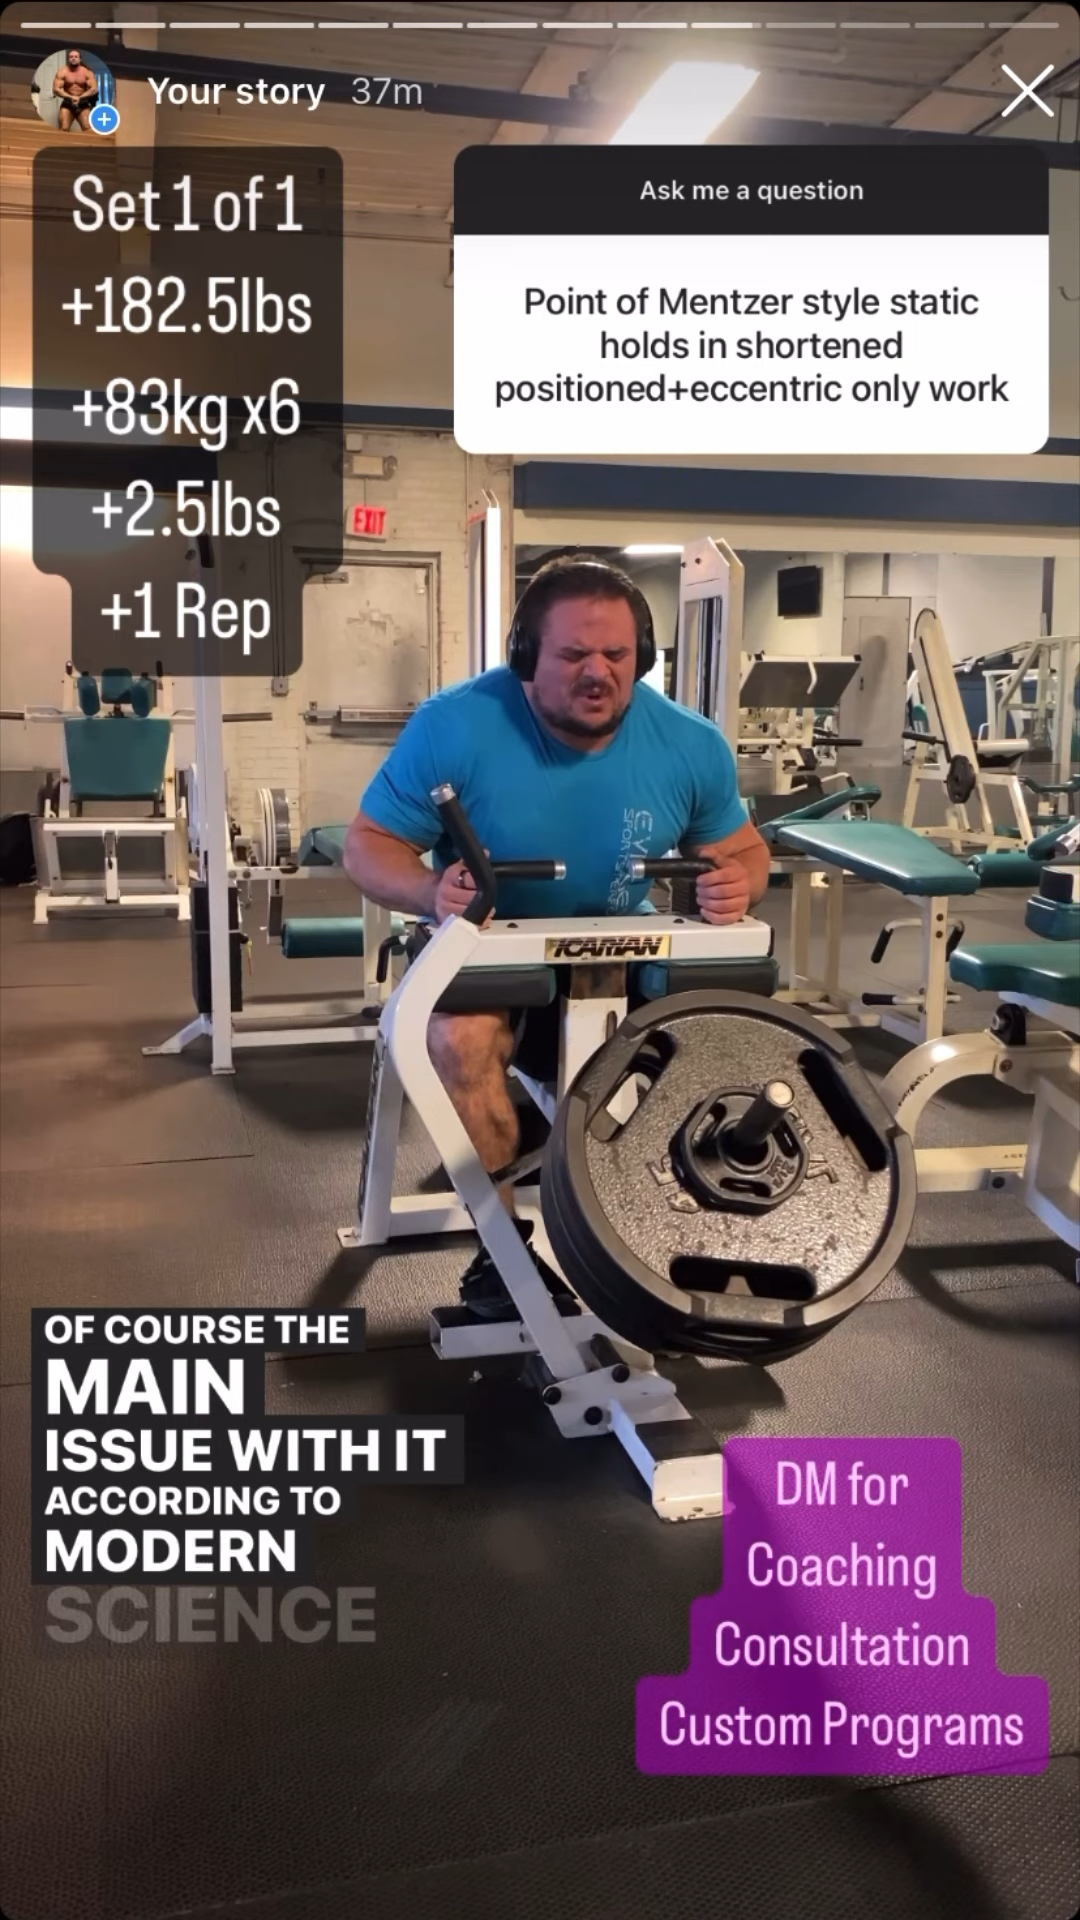 Your story 37m
Set 1 of 1
+182.5lbs
+83kg x6
+2.5lbs
+1 Rep
Ask me a question
Point of Mentzer style static
holds in shortened
positioned+eccentric only work
EXIT
ICARIAN
OF COURSE THE
MAIN
ISSUE WITH IT
ACCORDING TO
MODERN
SCIENCE
DM for
Coaching
Consultation
Custom Programs